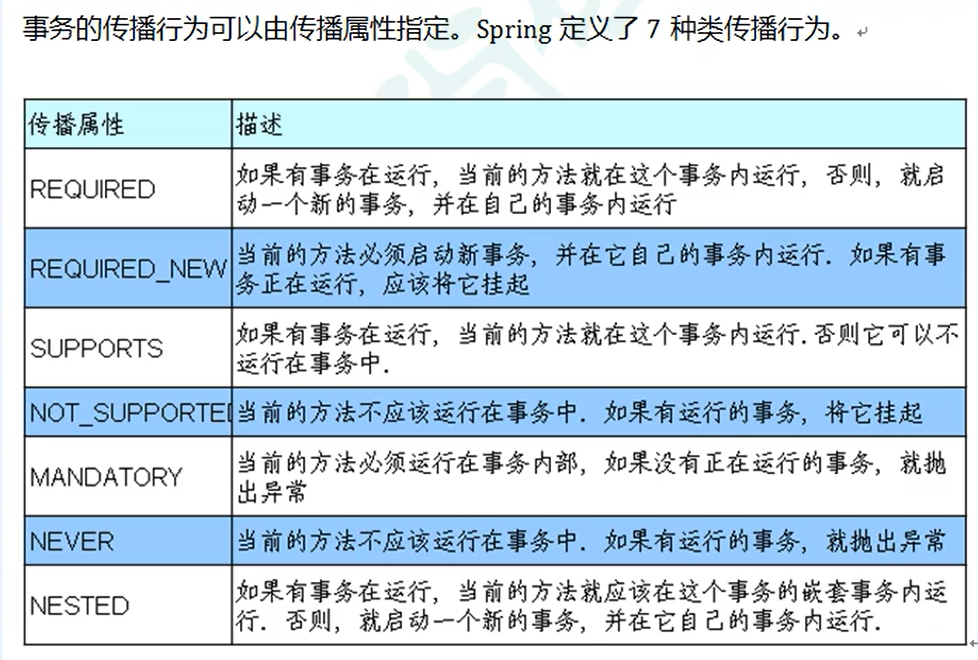 事务的传播行为可以由传播属性指定。Spring 定义了 7 种类传播行为。
传播属性 描述
REQUIRED 如果有事务在运行，当前的方法就在这个事务内运行，否则，就启
动一个新的事务，并在自己的事务内运行
REQUIRED_NEW 当前的方法必须启动新事务，并在它自己的事务内运行. 如果有事
务正在运行，应该将它挂起
SUPPORTS 如果有事务在运行，当前的方法就在这个事务内运行.否则它可以不
运行在事务中.
NOT_SUPPORTED 当前的方法不应该运行在事务中. 如果有运行的事务，将它挂起
MANDATORY 当前的方法必须运行在事务内部，如果没有正在运行的事务，就抛
出异常
NEVER 当前的方法不应该运行在事务中. 如果有运行的事务，就抛出异常
NESTED 如果有事务在运行，当前的方法就应该在这个事务的嵌套事务内运
行. 否则，就启动一个新的事务，并在它自己的事务内运行.